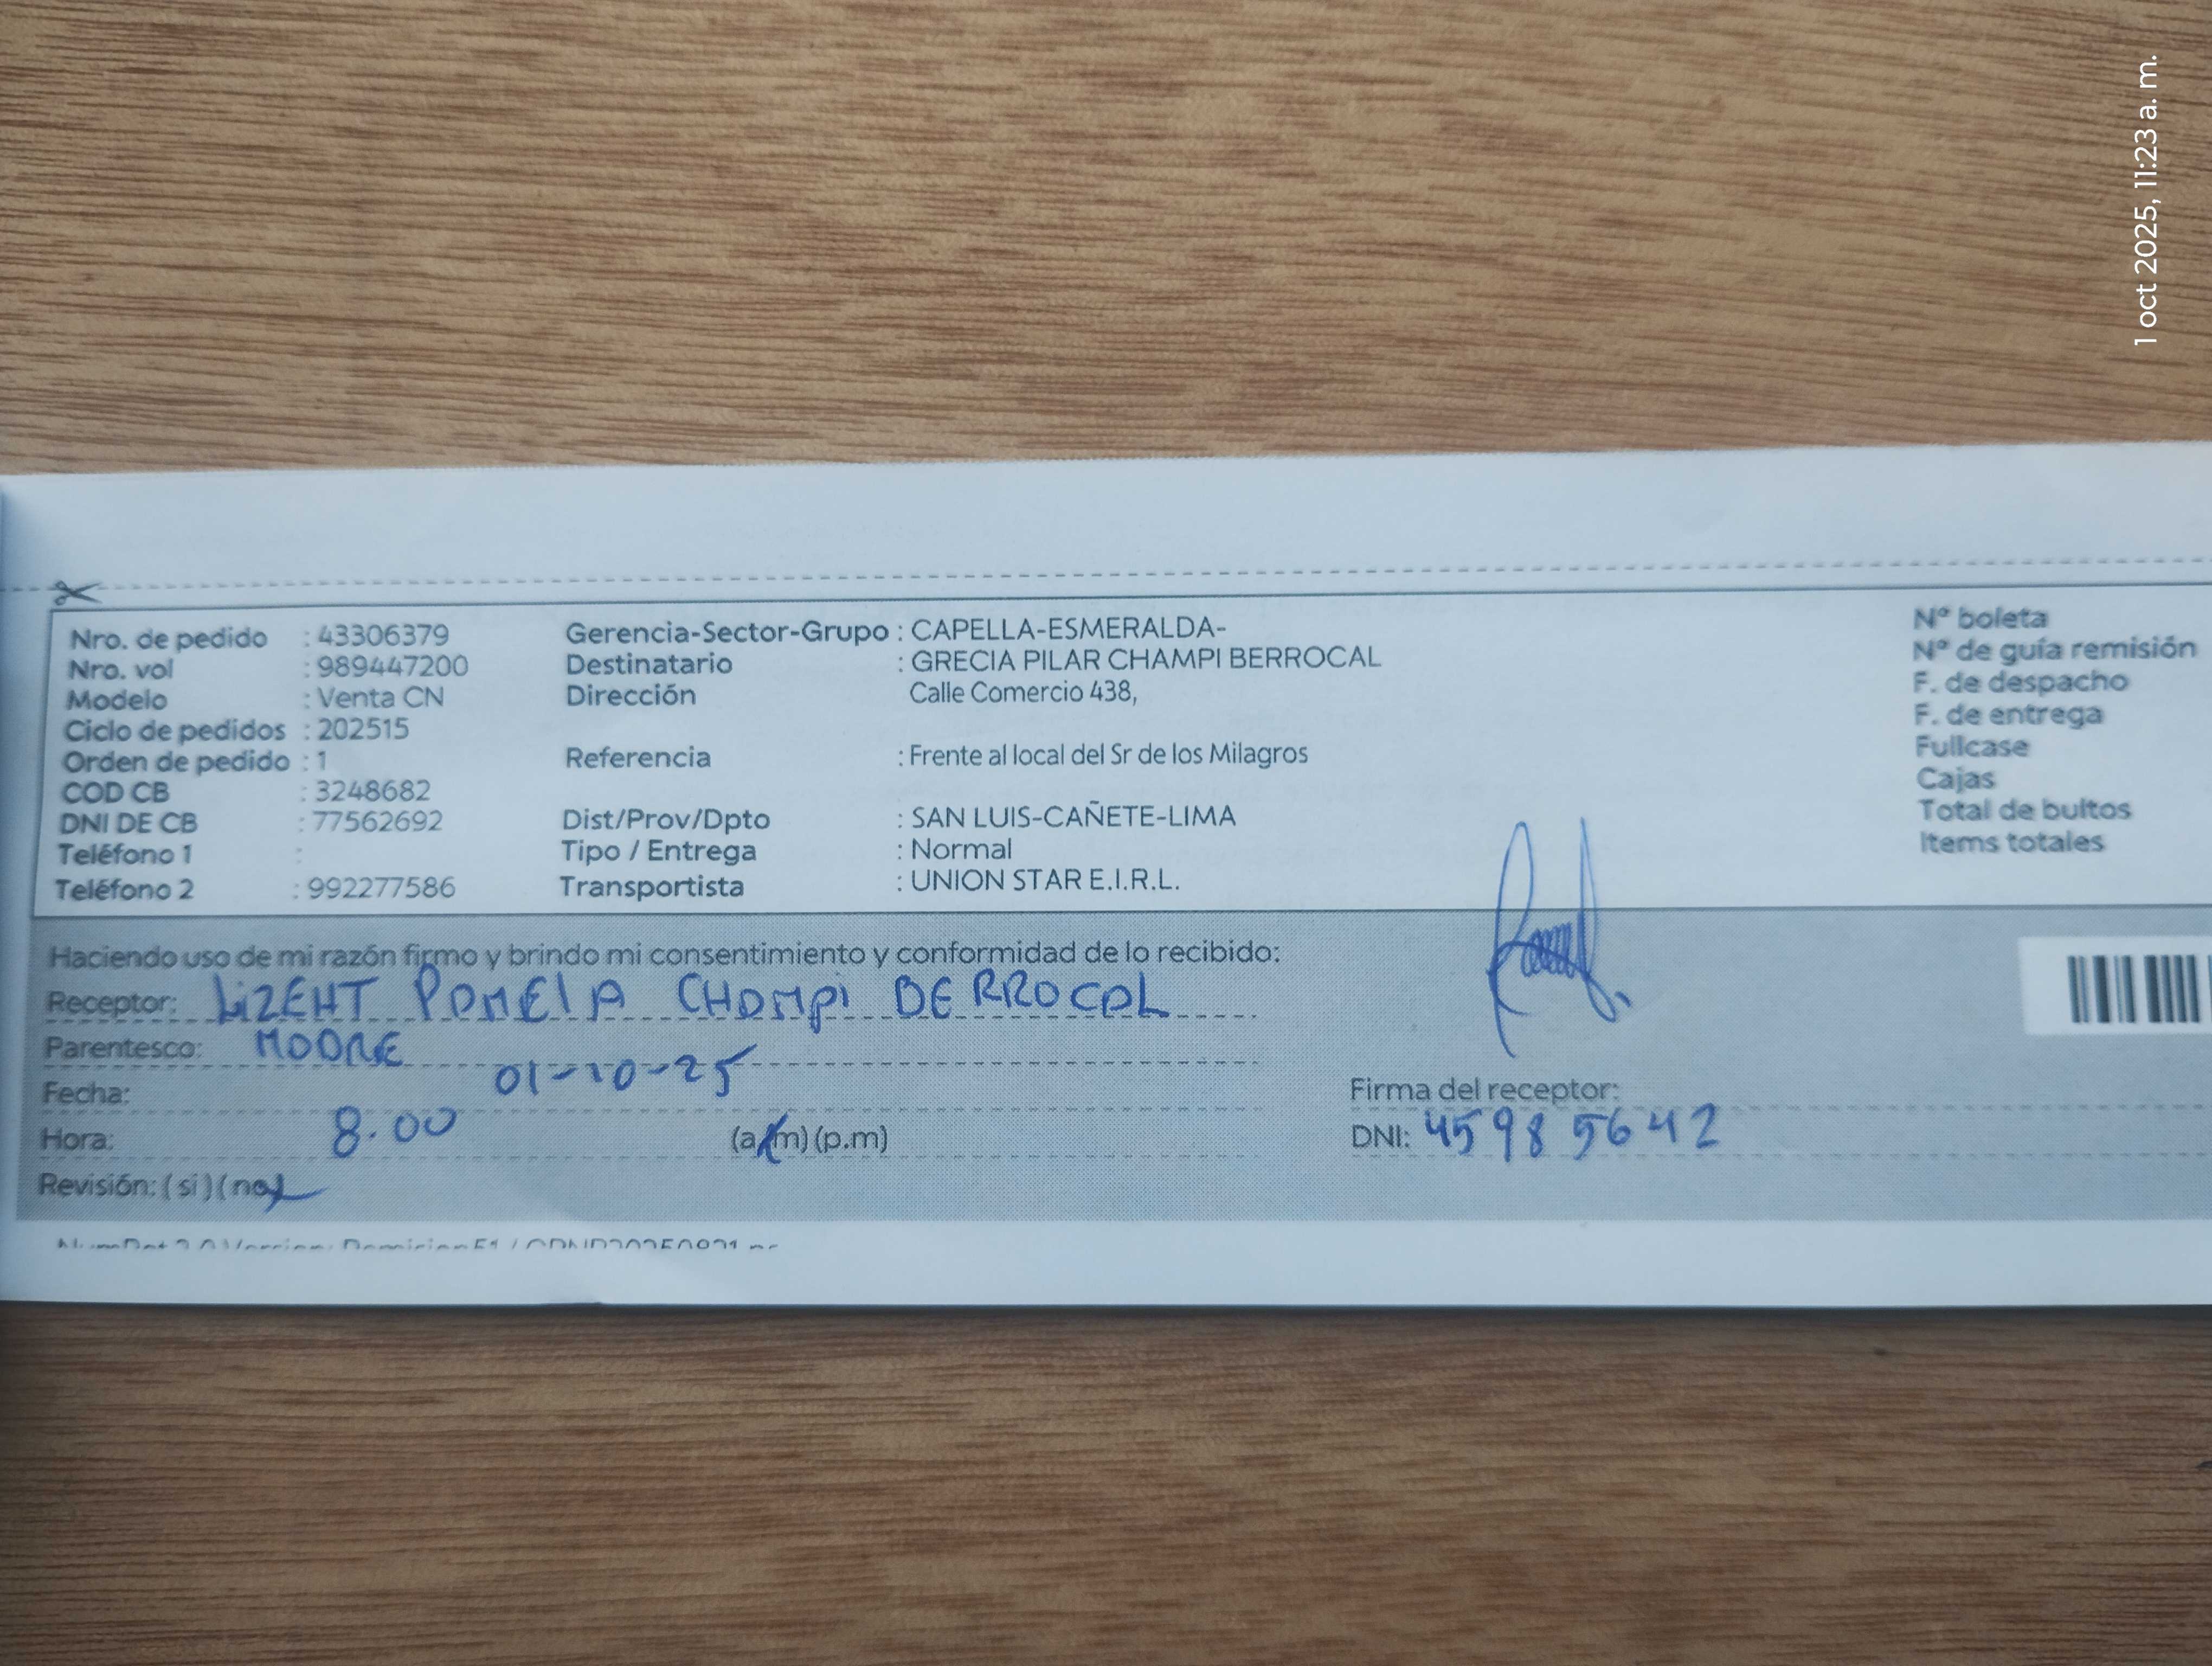 1 oct 2025, 11:23 a. m.
Nro. de pedido : 43306379
Nro. vol : 989447200
Modelo : Venta CN
Ciclo de pedidos : 202515
Orden de pedido : 1
COD CB : 3248682
DNI DE CB : 77562692
Teléfono 1 :
Teléfono 2 : 992277586
Gerencia-Sector-Grupo : CAPELLA-ESMERALDA-
Destinatario : GRECIA PILAR CHAMPI BERROCAL
Dirección Calle Comercio 438,
Referencia : Frente al local del Sr de los Milagros
Dist/Prov/Dpto : SAN LUIS-CAÑETE-LIMA
Tipo / Entrega : Normal
Transportista : UNION STAR E.I.R.L.
Nº boleta
Nº de guía remisión
F. de despacho
F. de entrega
Fullcase
Cajas
Total de bultos
Items totales
Haciendo uso de mi razón firmo y brindo mi consentimiento y conformidad de lo recibido:
Receptor: LIZEHT PAMElA CHAMPi BERROCAL
Parentesco: MADRE
Fecha: 01-10-25
Hora: 8.00 (a.m) (p.m)
Revisión: (si) (no)
Firma del receptor:
DNI: 45985642